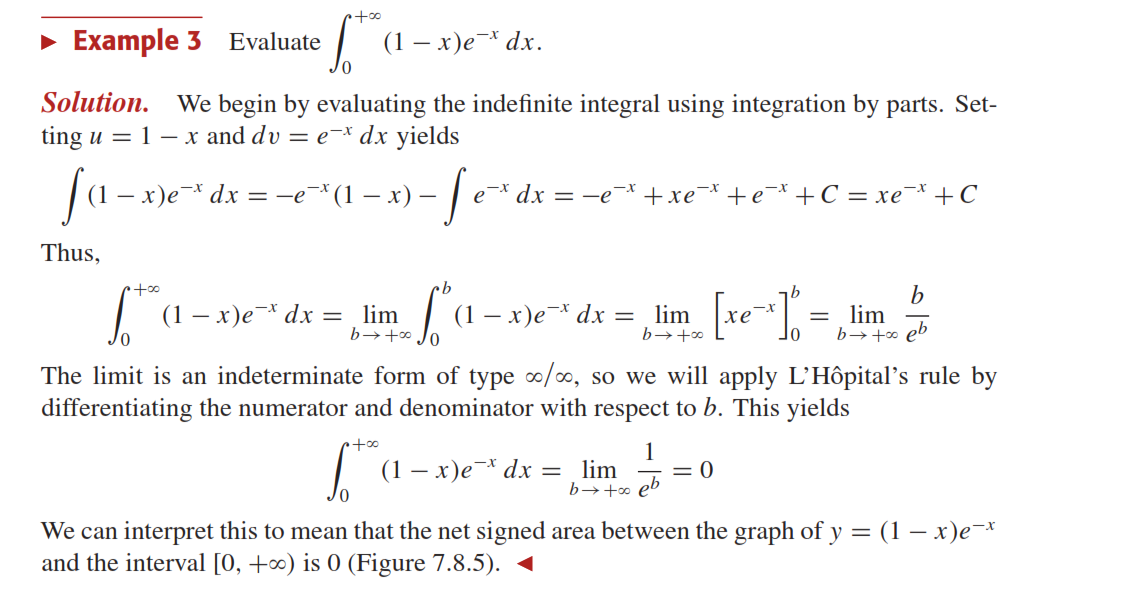 ▶ Example 3 Evaluate ∫₀^{+∞} (1 − x)e^{−x} dx.
Solution. We begin by evaluating the indefinite integral using integration by parts. Set-
ting u = 1 − x and dv = e^{−x} dx yields
∫ (1 − x)e^{−x} dx = −e^{−x}(1 − x) − ∫ e^{−x} dx = −e^{−x} + xe^{−x} + e^{−x} + C = xe^{−x} + C
Thus,
∫₀^{+∞} (1 − x)e^{−x} dx = lim_{b→+∞} ∫₀^{b} (1 − x)e^{−x} dx = lim_{b→+∞} [xe^{−x}]₀^{b} = lim_{b→+∞} b/e^{b}
The limit is an indeterminate form of type ∞/∞, so we will apply L’Hôpital’s rule by
differentiating the numerator and denominator with respect to b. This yields
∫₀^{+∞} (1 − x)e^{−x} dx = lim_{b→+∞} 1/e^{b} = 0
We can interpret this to mean that the net signed area between the graph of y = (1 − x)e^{−x}
and the interval [0, +∞) is 0 (Figure 7.8.5). ◀